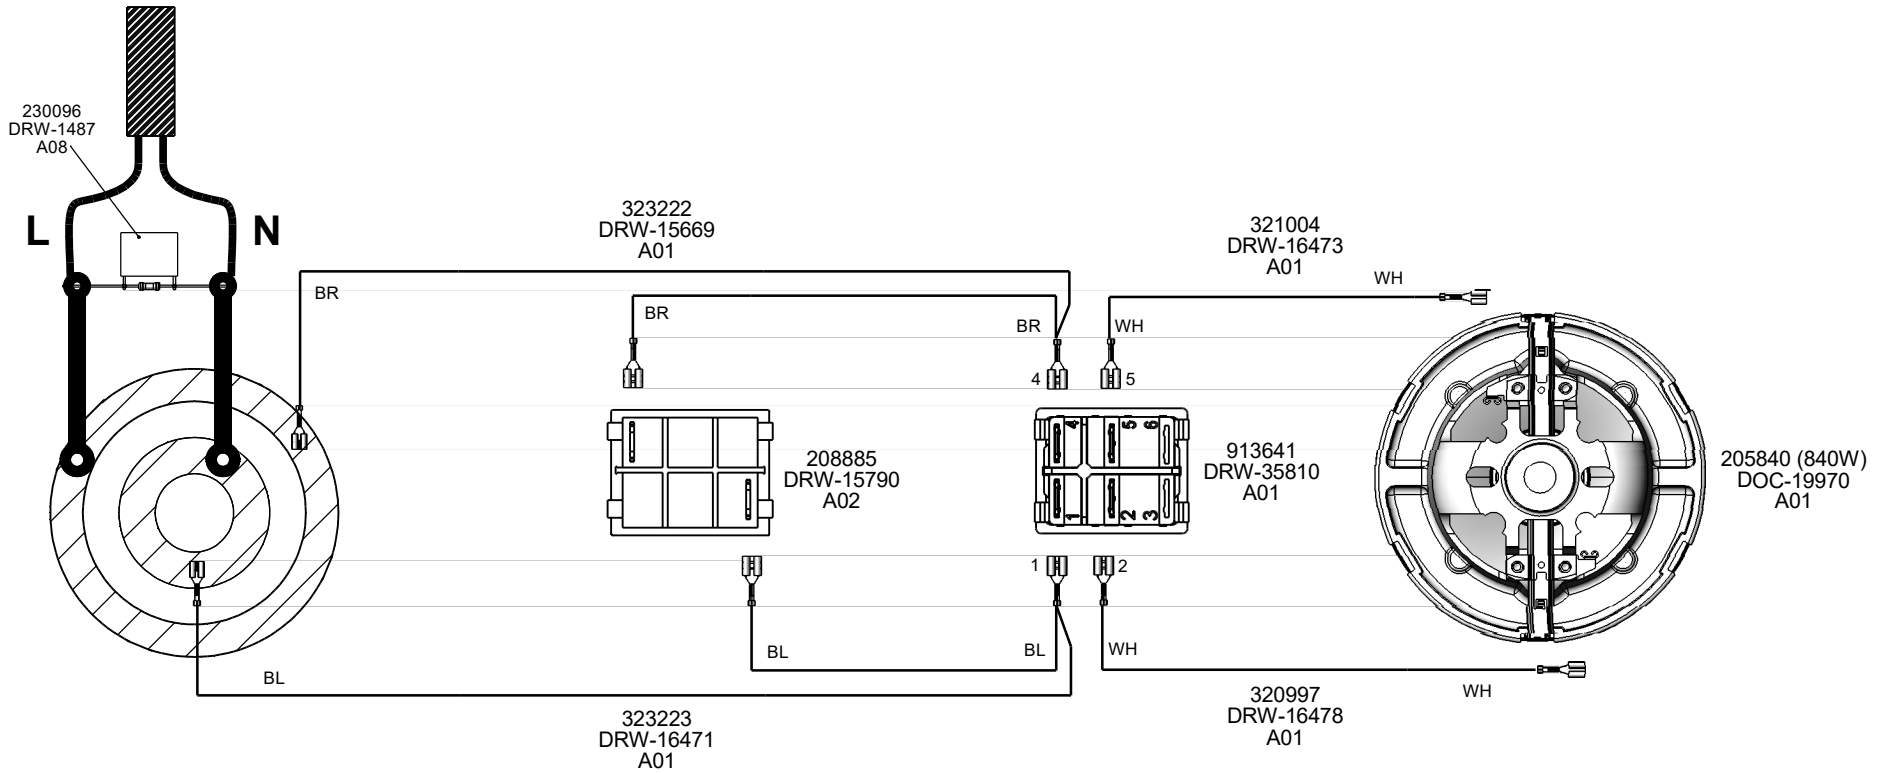 230096
DRW-1487
A08
L
N
323222
DRW-15669
A01
321004
DRW-16473
A01
BR
BR
BR
WH
WH
4
5
4
5
6
1
2
3
208885
DRW-15790
A02
913641
DRW-35810
A01
205840 (840W)
DOC-19970
A01
1
2
BL
BL
BL
WH
WH
323223
DRW-16471
A01
320997
DRW-16478
A01